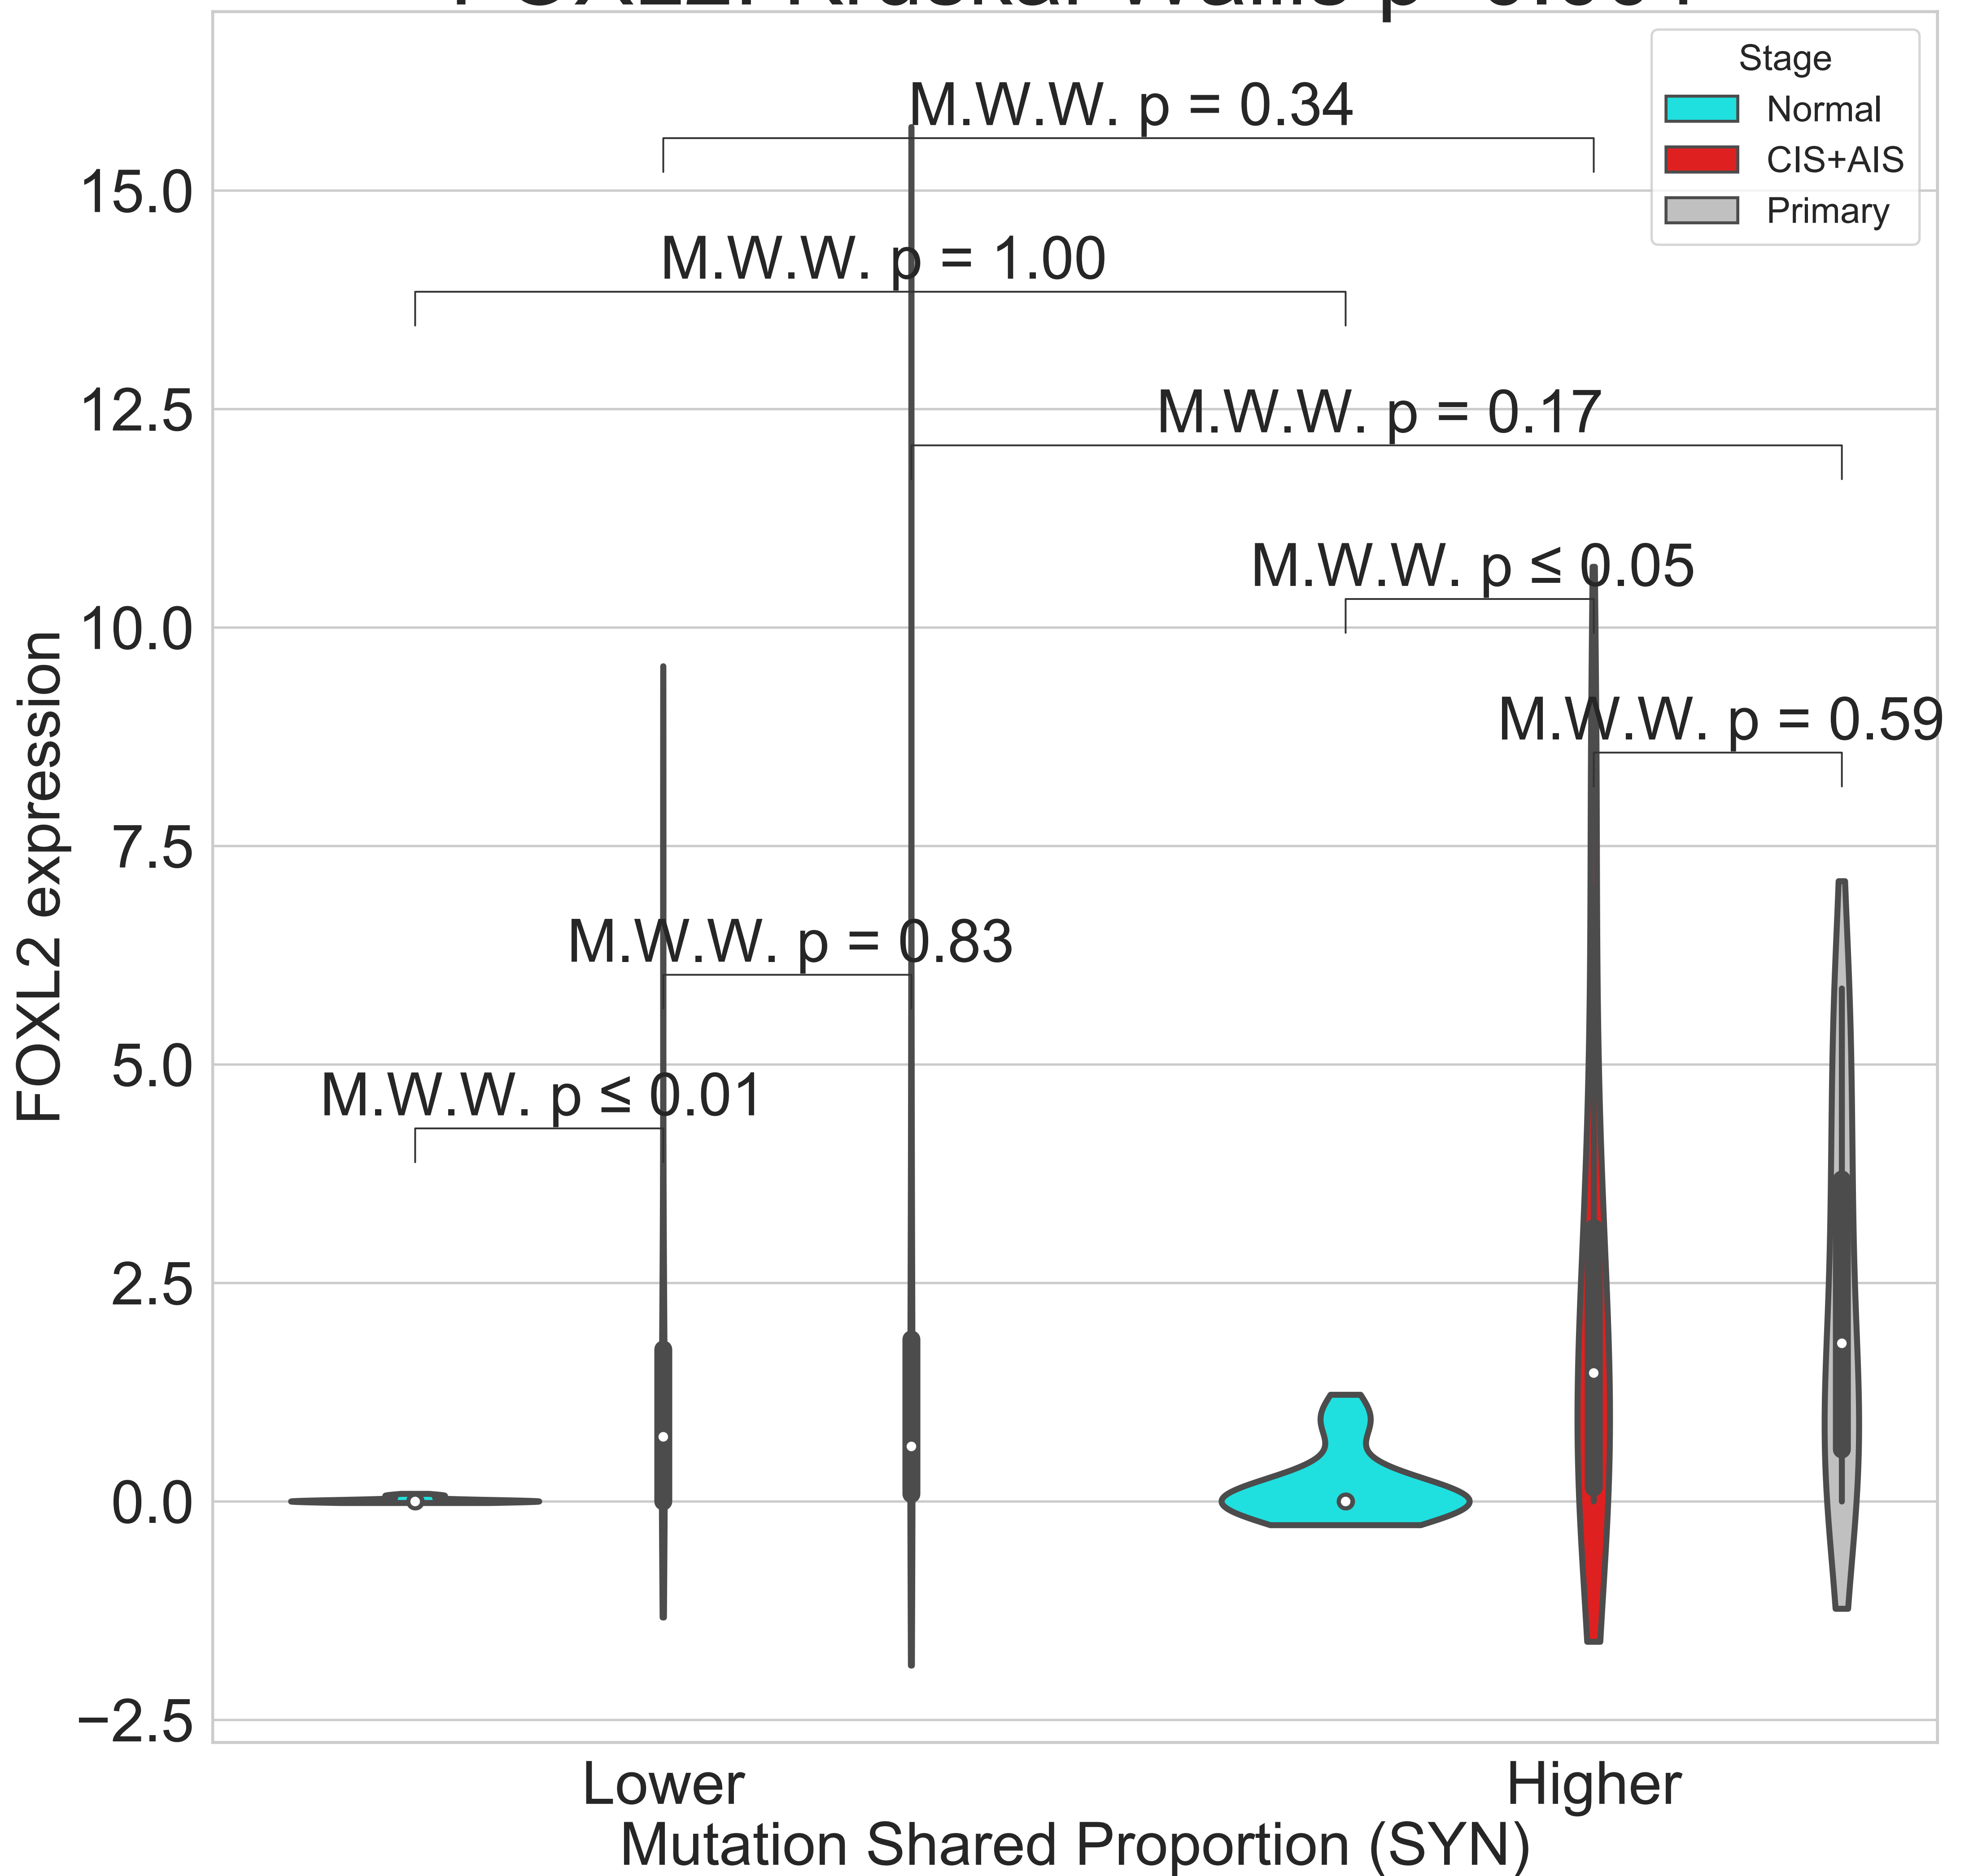 Stage
Normal
CIS+AIS
Primary
M.W.W. p = 0.34
M.W.W. p = 1.00
M.W.W. p = 0.17
M.W.W. p ≤ 0.05
M.W.W. p = 0.59
M.W.W. p = 0.83
M.W.W. p ≤ 0.01
15.0
12.5
10.0
7.5
5.0
2.5
0.0
−2.5
FOXL2 expression
Lower
Higher
Mutation Shared Proportion (SYN)